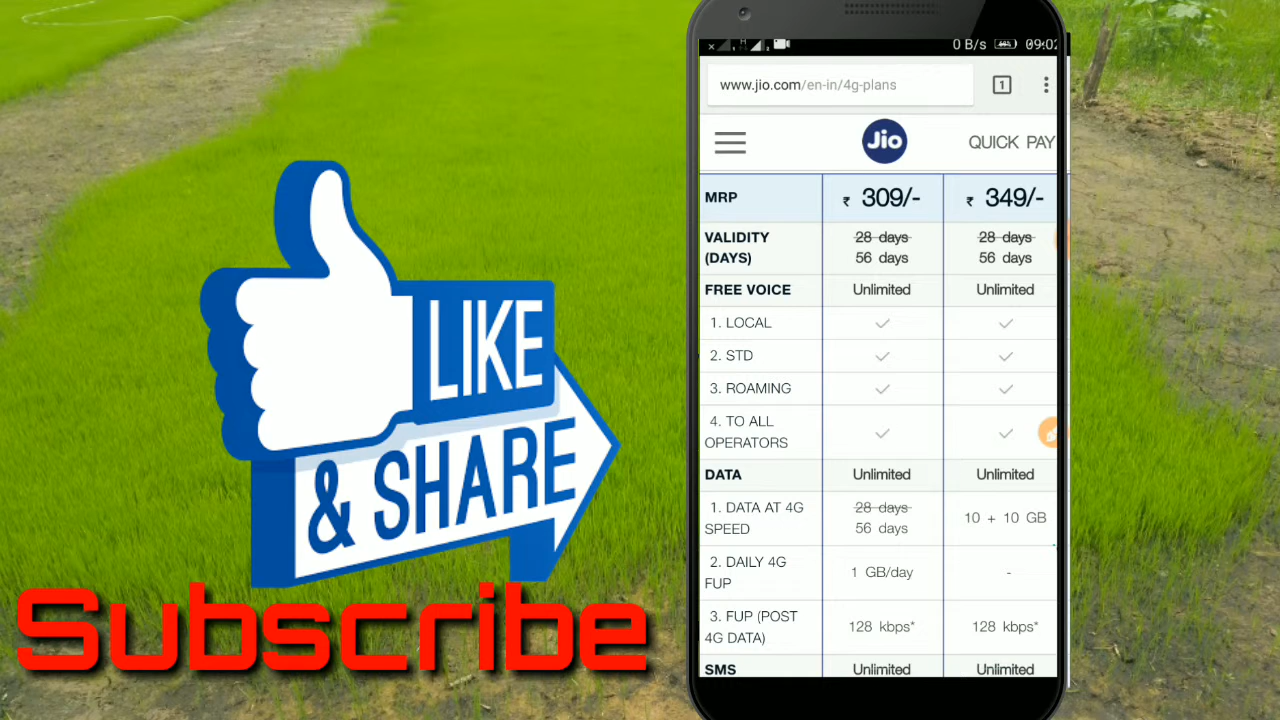 LIKE
& SHARE
Subscribe
0 B/s 09:02
www.jio.com/en-in/4g-plans
1
Jio
QUICK PAY
MRP ₹ 309/- ₹ 349/-
VALIDITY (DAYS) 28 days 28 days
56 days 56 days
FREE VOICE Unlimited Unlimited
1. LOCAL
2. STD
3. ROAMING
4. TO ALL
OPERATORS
DATA Unlimited Unlimited
1. DATA AT 4G
SPEED
28 days
56 days
10 + 10 GB
2. DAILY 4G
FUP
1 GB/day -
3. FUP (POST
4G DATA)
128 kbps* 128 kbps*
SMS Unlimited Unlimited